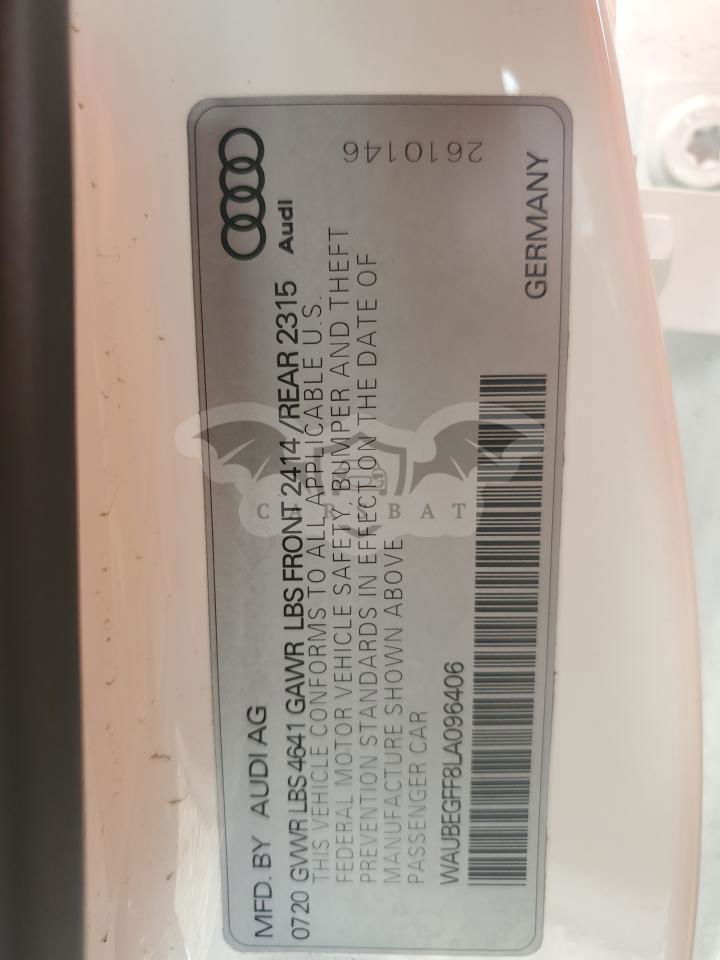 MFD. BY AUDI AG
0720 GVWR LBS 4641 GAWR LBS FRONT 2414/REAR 2315
Audi
THIS VEHICLE CONFORMS TO ALL APPLICABLE U.S.
FEDERAL MOTOR VEHICLE SAFETY, BUMPER AND THEFT
PREVENTION STANDARDS IN EFFECT ON THE DATE OF
MANUFACTURE SHOWN ABOVE
PASSENGER CAR
WAUBEGFF8LA096406
GERMANY
2610146
CARSBAT